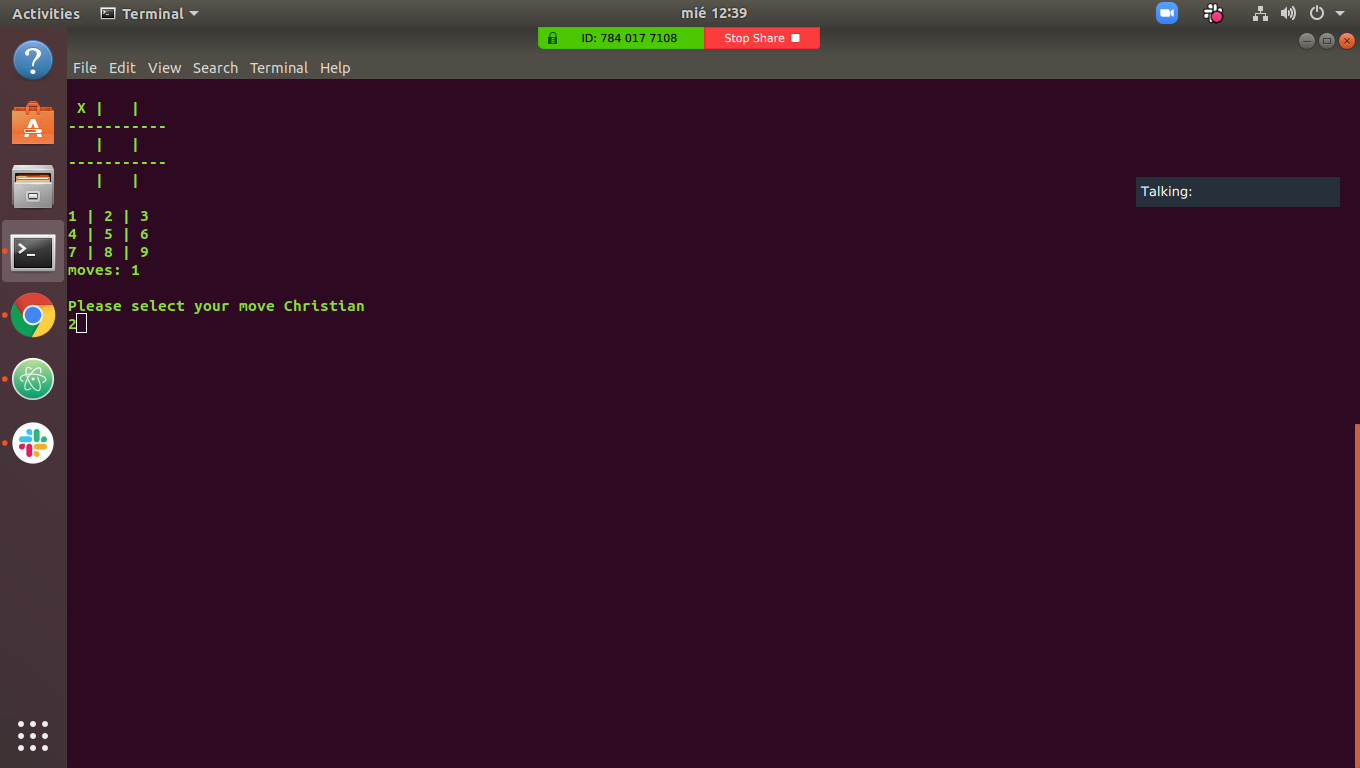 Activities Terminal mié 12:39
ID: 784 017 7108 Stop Share
File Edit View Search Terminal Help
X | |
-----------
| |
-----------
| |
Talking:
1 | 2 | 3
4 | 5 | 6
7 | 8 | 9
moves: 1
Please select your move Christian
2